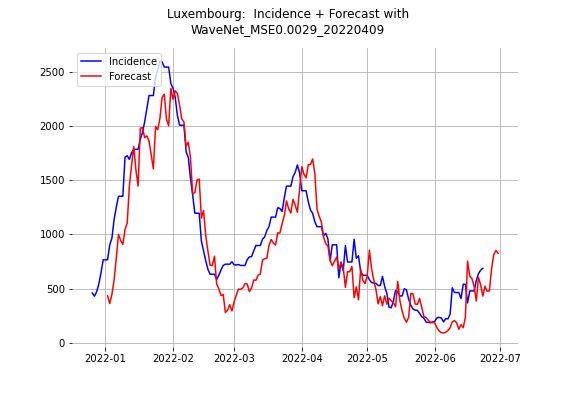 Luxembourg:  Incidence + Forecast with
WaveNet_MSE0.0029_20220409
Incidence
Forecast
2500
2000
1500
1000
500
0
2022-01 2022-02 2022-03 2022-04 2022-05 2022-06 2022-07